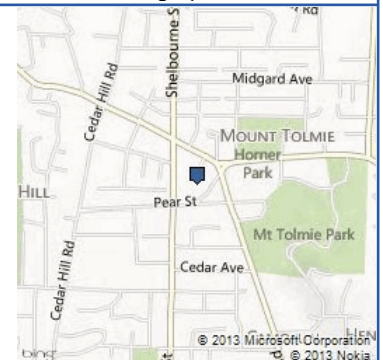 Rd
Shelbourne S
Cedar Hill Rd
Midgard Ave
MOUNT TOLMIE
Horner
Park
HILL
Pear St
Mt Tolmie Park
Cedar Ave
Cedar Hill Rd
HEN
bing
© 2013 Microsoft Corporation
© 2013 Nokia